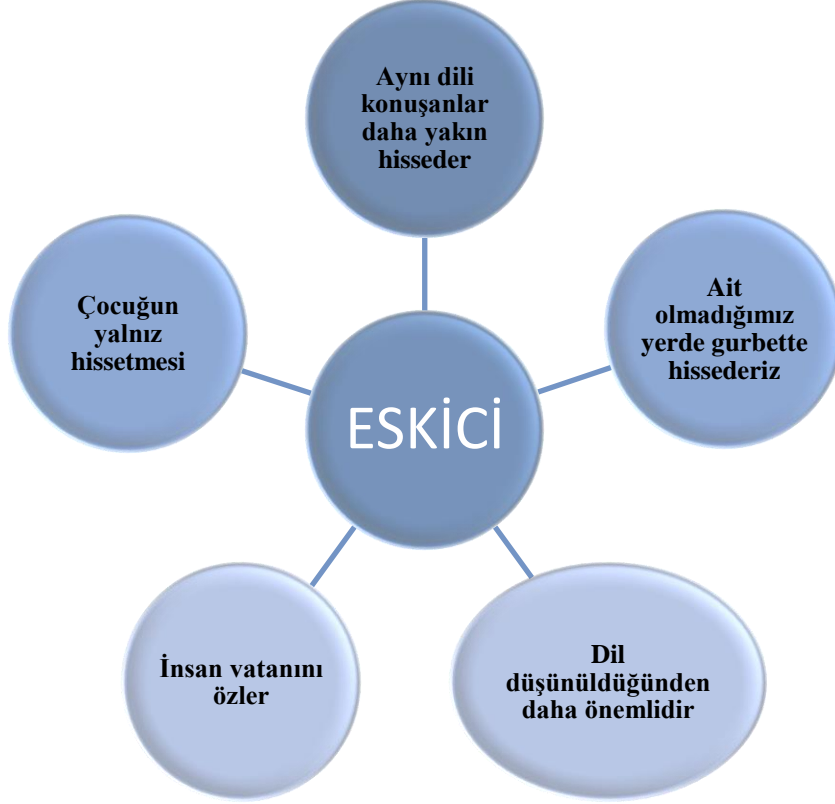 Aynı dili
konuşanlar
daha yakın
hisseder
Çocuğun
yalnız
hissetmesi
Ait
olmadığımız
yerde gurbette
hissederiz
ESKİCİ
İnsan vatanını
özler
Dil
düşünüldüğünden
daha önemlidir